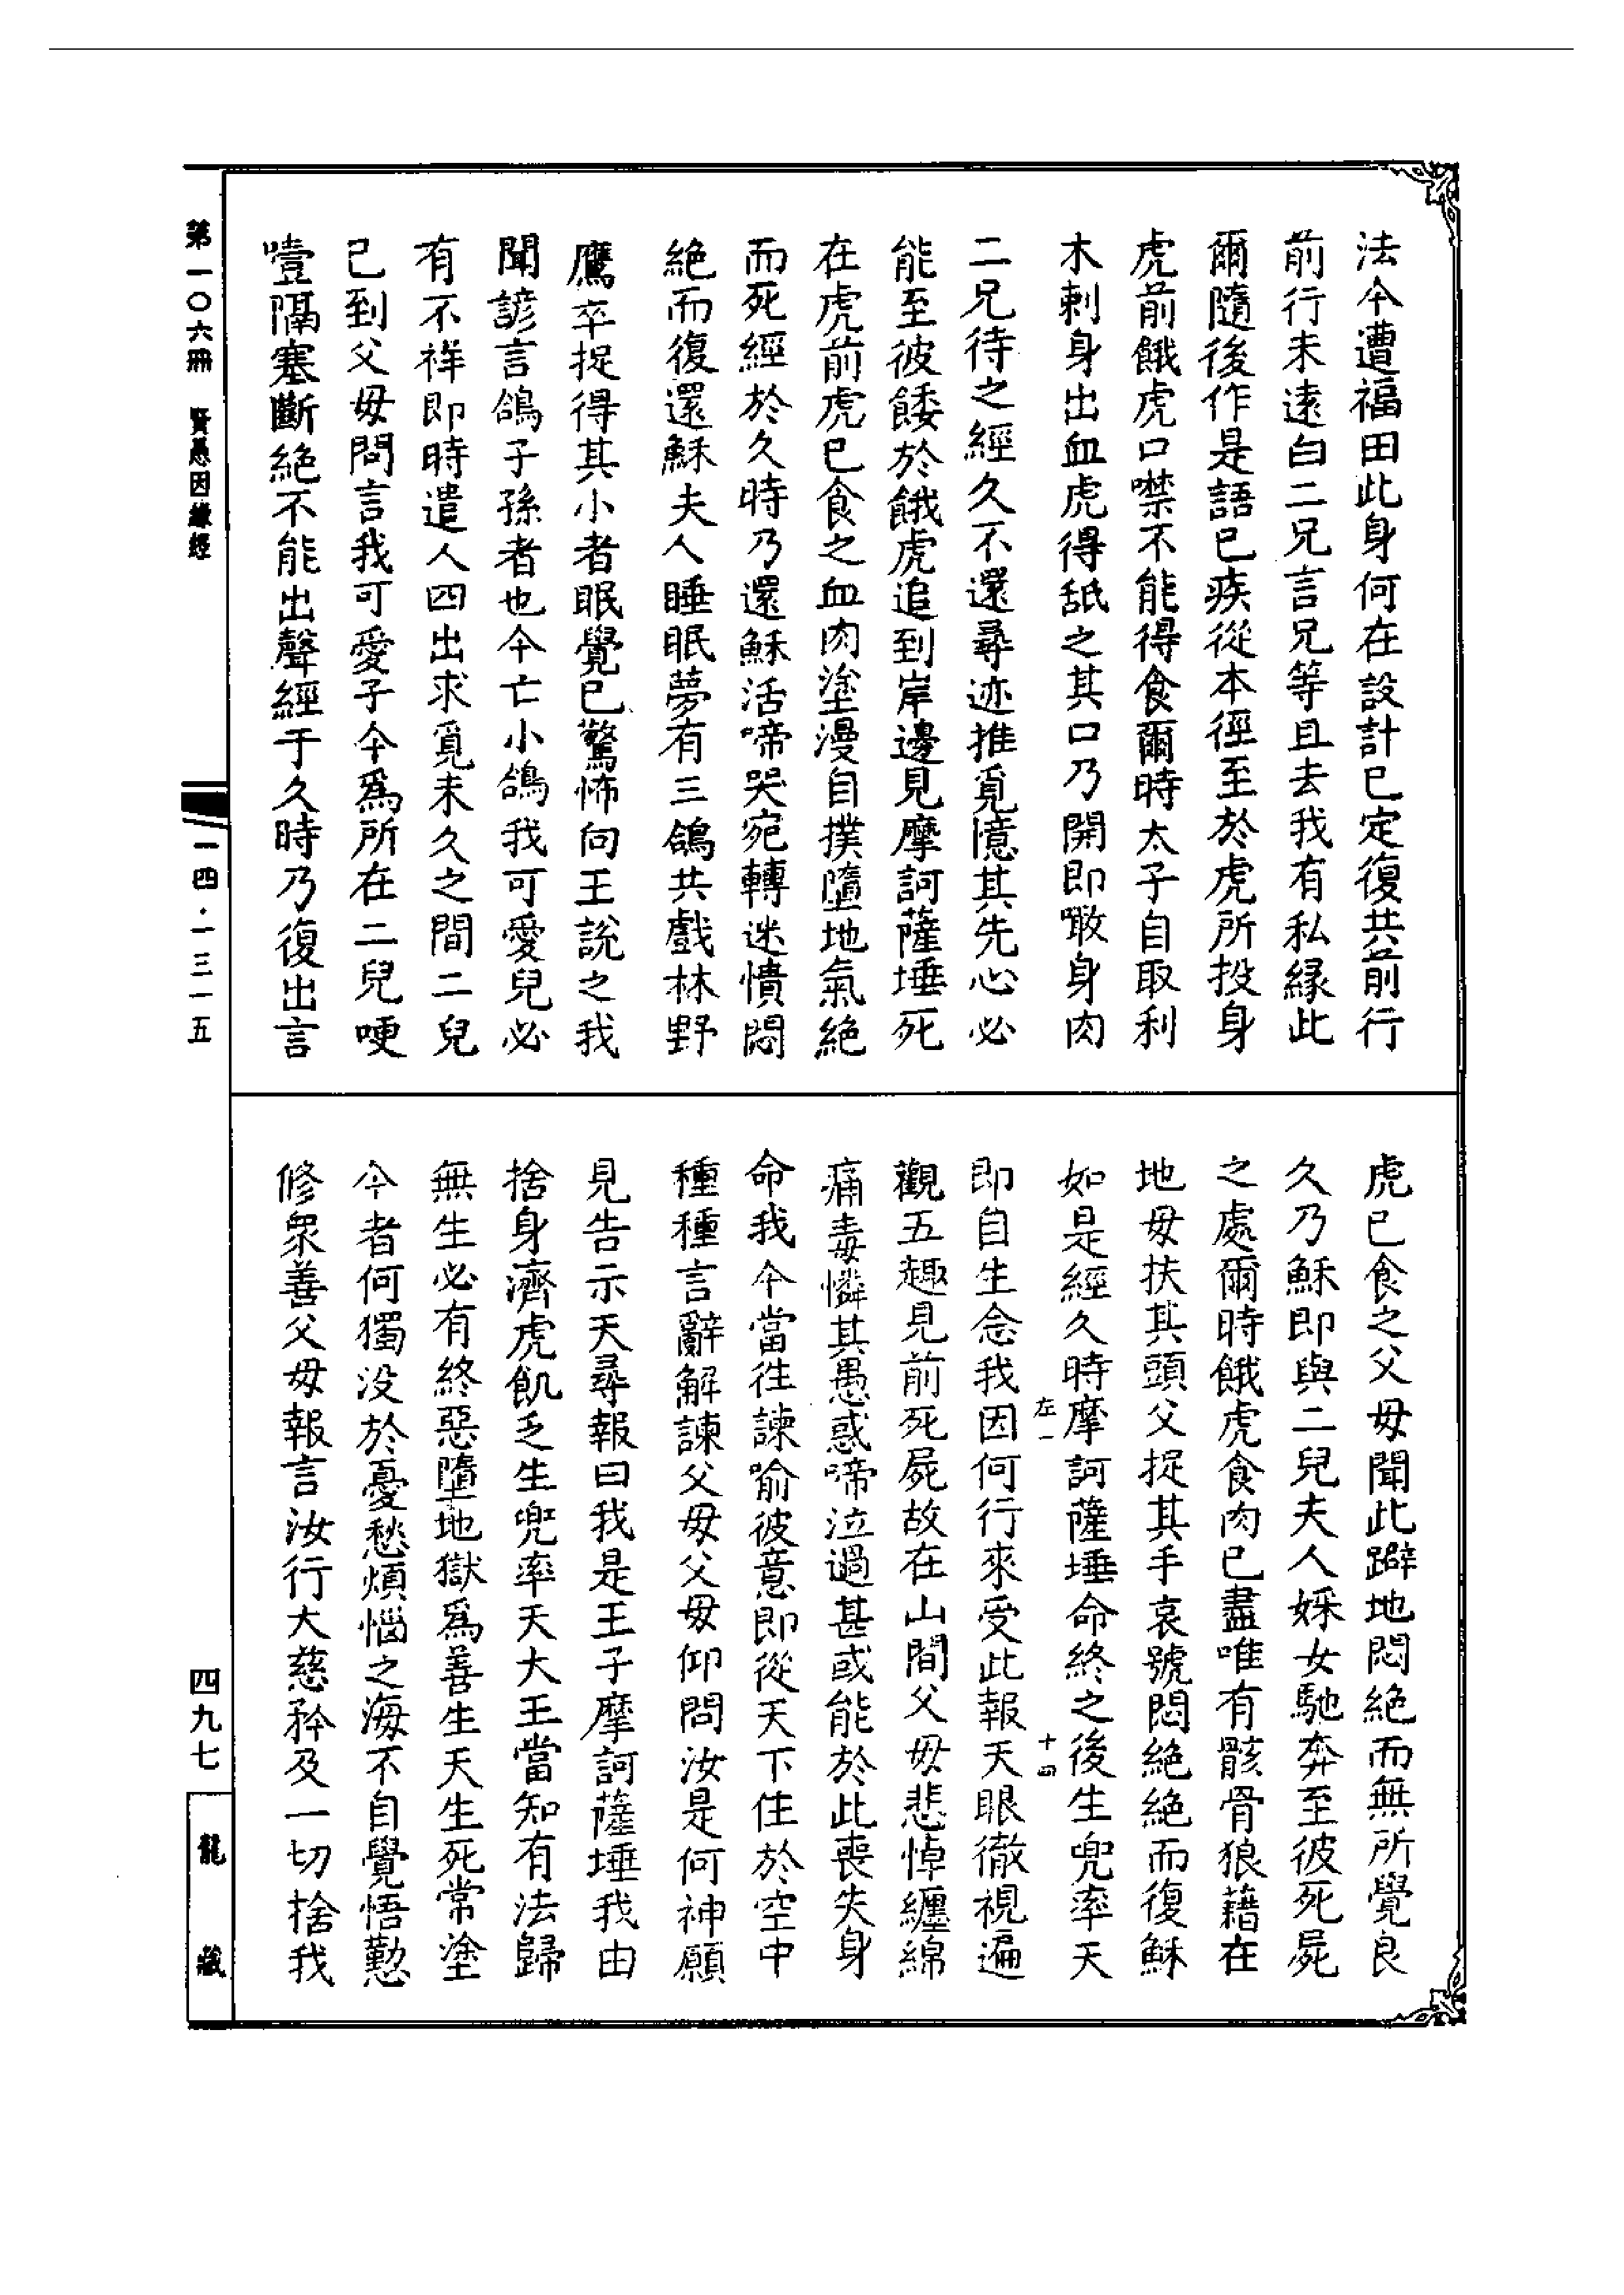 法今遭福田此身何在設計已定復共前行
前行未遠白二兄言兄等且去我有私緣此
爾隨後作是語已疾從本徑至於虎所投身
虎前餓虎口噤不能得食爾時太子自取利
木刺身出血虎得舐之其口乃開即噉身肉
二兄待之經久不還尋迹推覓憶其先心必
能至彼餧於餓虎追到岸邊見摩訶薩埵死
在虎前虎已食之血肉塗漫自撲墮地氣絕
而死經於久時乃還穌活啼哭宛轉迷憒悶
絕而復還穌夫人睡眠夢有三鴿共戲林野
鷹卒捉得其小者眠覺已驚怖向王說之我
聞諺言鴿子孫者也今亡小鴿我可愛兒必
有不祥即時遣人四出求覓未久之間二兒
已到父母問言我可愛子今為所在二兒哽
噎隔塞斷絕不能出聲經于久時乃復出言
虎已食之父母聞此躃地悶絕而無所覺良
久乃穌即與二兒夫人婇女馳奔至彼死屍
之處爾時餓虎食肉已盡唯有骸骨狼藉在
地母扶其頭父捉其手哀號悶絕絕而復穌
如是經久時摩訶薩埵命終之後生兜率天
左一 十四
即自生念我因何行來受此報天眼徹視遍
觀五趣見前死屍故在山間父母悲悼纏綿
痛毒憐其愚惑啼泣過甚或能於此喪失身
命我今當往諫喻彼意即從天下住於空中
種種言辭解諫父母父母仰問汝是何神願
見告示天尋報曰我是王子摩訶薩埵我由
捨身濟虎飢乏生兜率天大王當知有法歸
無生必有終惡墮地獄為善生天生死常塗
今者何獨没於憂愁煩惱之海不自覺悟懃
修眾善父母報言汝行大慈矜及一切捨我
第一〇六冊 賢愚因緣經
一四·一三一五
四九七
龍藏